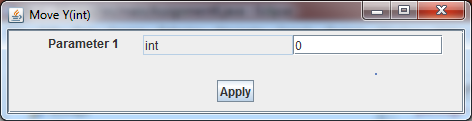 Move Y(int)
Parameter 1 int 0
Apply